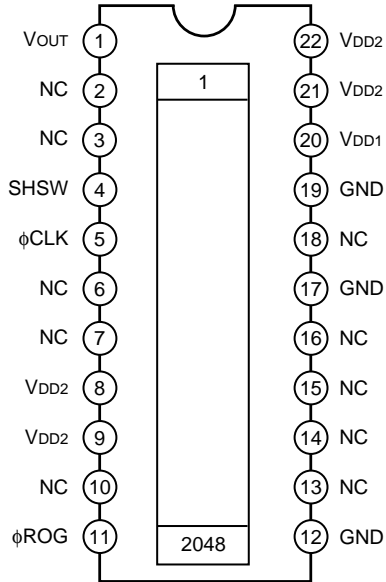 VOUT 1 22 VDD2
NC 2 1 21 VDD2
NC 3 20 VDD1
SHSW 4 19 GND
ϕCLK 5 18 NC
NC 6 17 GND
NC 7 16 NC
VDD2 8 15 NC
VDD2 9 14 NC
NC 10 13 NC
ϕROG 11 2048 12 GND